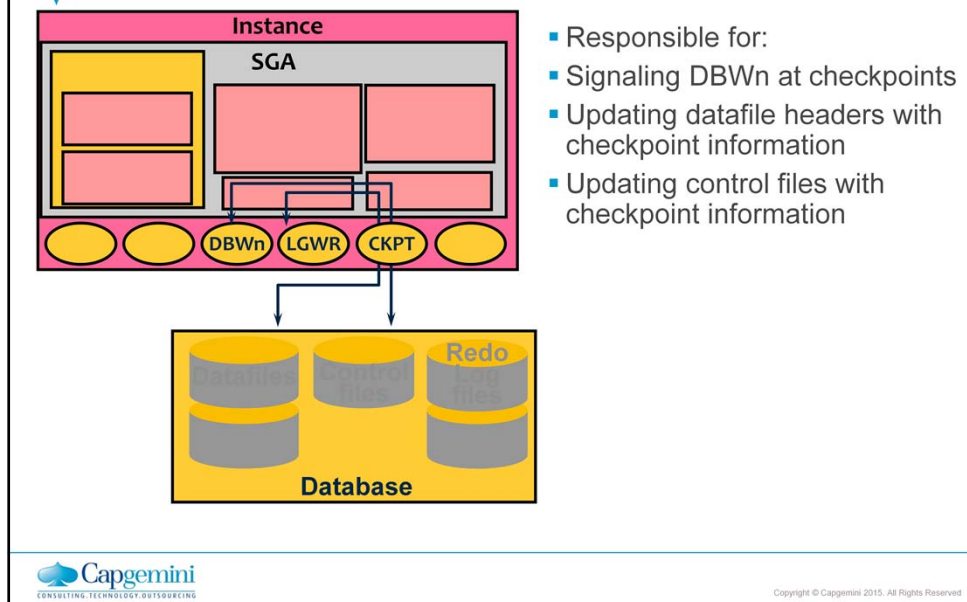 Instance
SGA
DBWn
LGWR
CKPT
Datafiles
Control
files
Redo
Log
files
Database
Responsible for:
Signaling DBWn at checkpoints
Updating datafile headers with
checkpoint information
Updating control files with
checkpoint information
Capgemini
CONSULTING.TECHNOLOGY.OUTSOURCING
Copyright © Capgemini 2015. All Rights Reserved